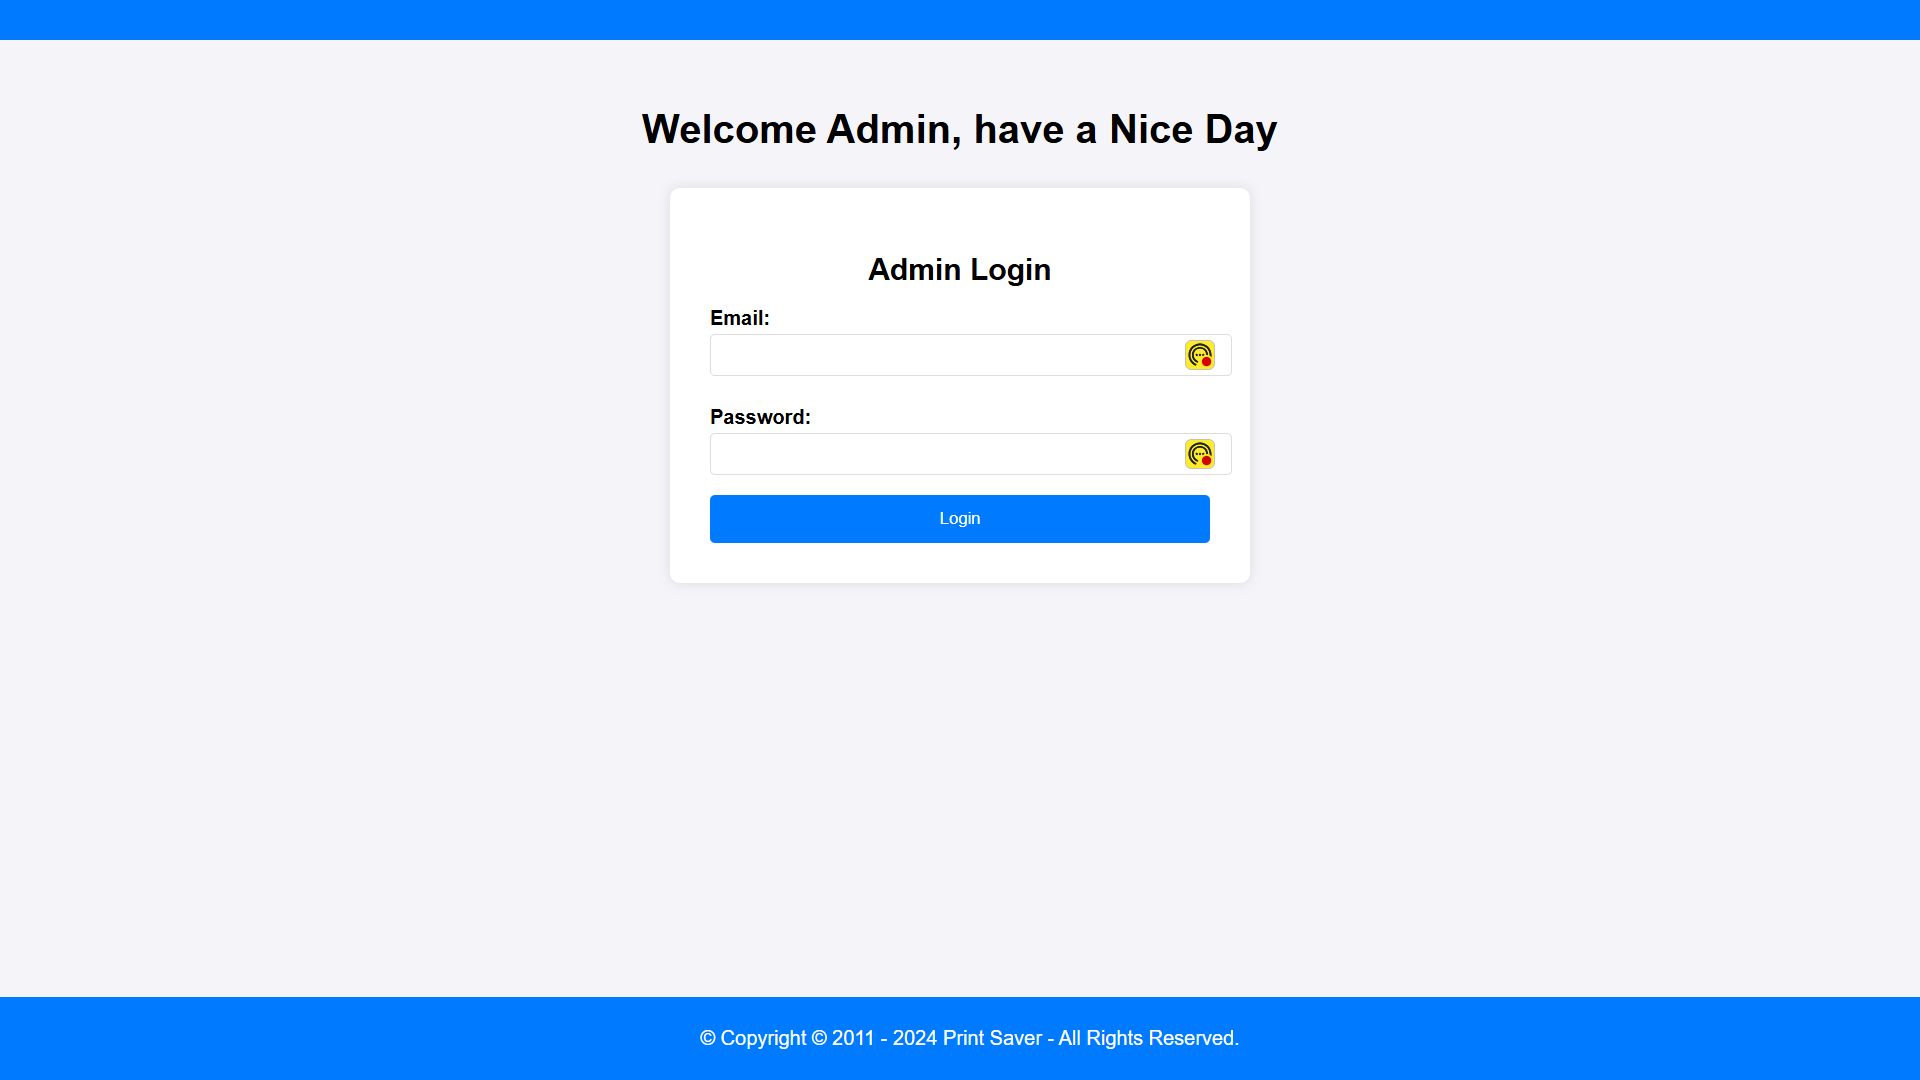 Welcome Admin, have a Nice Day
Admin Login
Email:
Password:
Login
© Copyright © 2011 - 2024 Print Saver - All Rights Reserved.